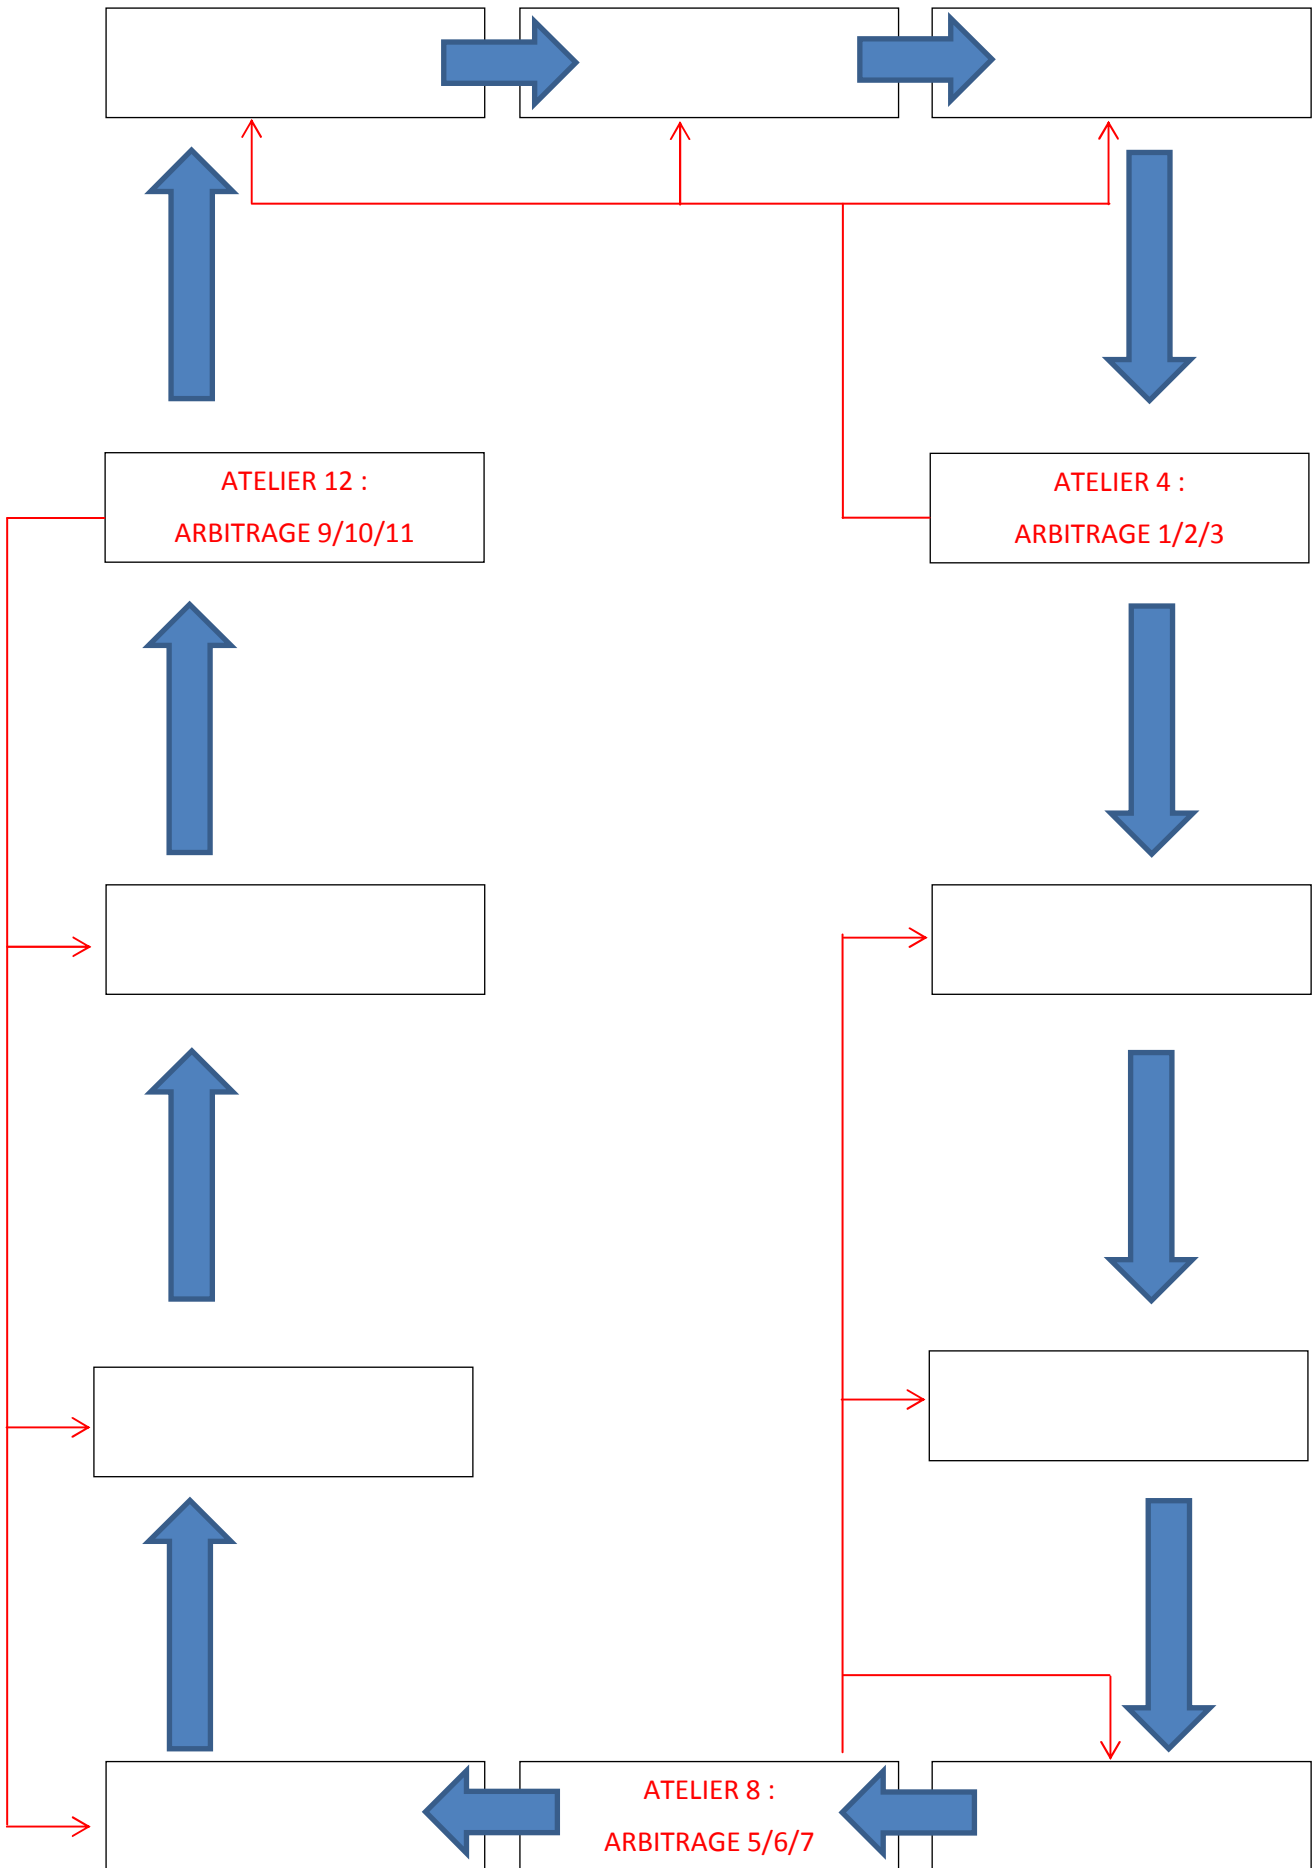 ATELIER 12 :
ARBITRAGE 9/10/11
ATELIER 4 :
ARBITRAGE 1/2/3
ATELIER 8 :
ARBITRAGE 5/6/7